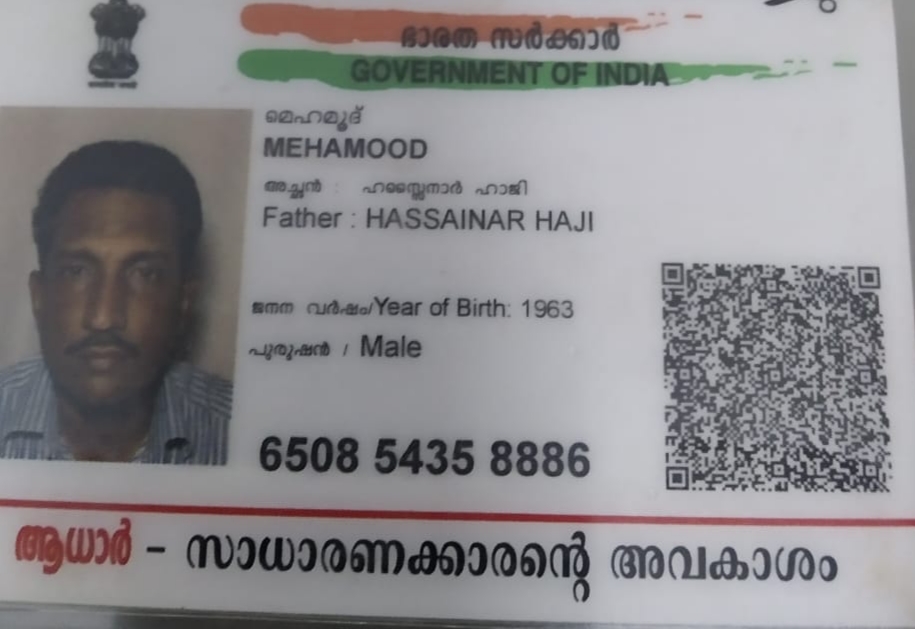 ഭാരത സർക്കാർ
GOVERNMENT OF INDIA
മെഹമൂദ്
MEHAMOOD
അച്ഛൻ : ഹസ്സൈനാർ ഹാജി
Father : HASSAINAR HAJI
ജനന വർഷം/Year of Birth: 1963
പുരുഷൻ / Male
6508 5435 8886
ആധാർ – സാധാരണക്കാരന്റെ അവകാശം